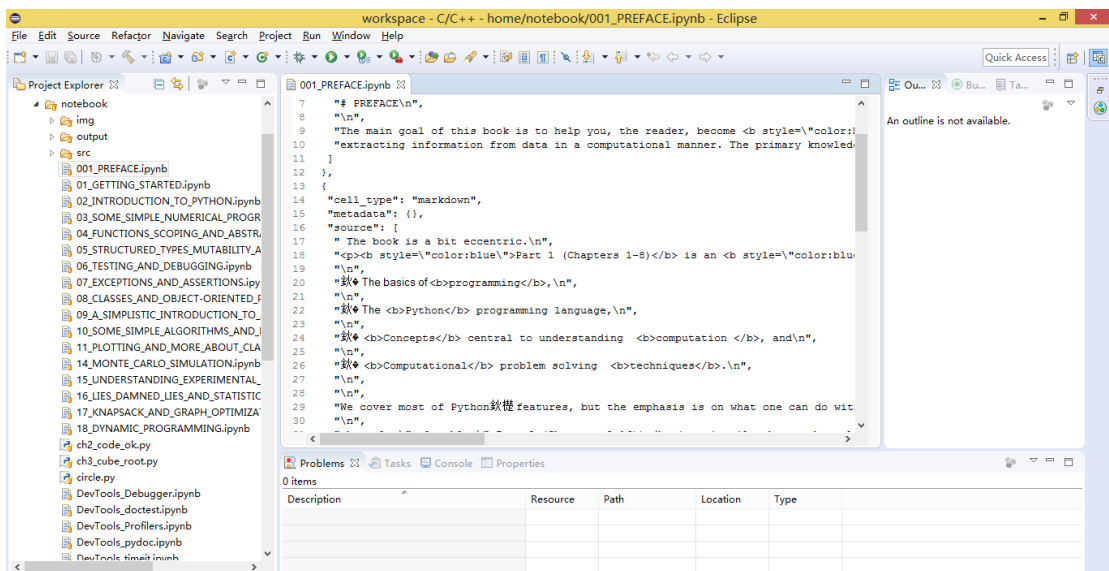 workspace - C/C++ - home/notebook/001_PREFACE.ipynb - Eclipse
File Edit Source Refactor Navigate Search Project Run Window Help
Quick Access
Project Explorer
notebook
img
output
src
001_PREFACE.ipynb
01_GETTING_STARTED.ipynb
02_INTRODUCTION_TO_PYTHON.ipynb
03_SOME_SIMPLE_NUMERICAL_PROGR
04_FUNCTIONS_SCOPING_AND_ABSTR
05_STRUCTURED_TYPES_MUTABILITY_A
06_TESTING_AND_DEBUGGING.ipynb
07_EXCEPTIONS_AND_ASSERTIONS.ipy
08_CLASSES_AND_OBJECT-ORIENTED_P
09_A_SIMPLISTIC_INTRODUCTION_TO_
10_SOME_SIMPLE_ALGORITHMS_AND_
11_PLOTTING_AND_MORE_ABOUT_CLA
14_MONTE_CARLO_SIMULATION.ipynb
15_UNDERSTANDING_EXPERIMENTAL_
16_LIES_DAMNED_LIES_AND_STATISTIC
17_KNAPSACK_AND_GRAPH_OPTIMIZA
18_DYNAMIC_PROGRAMMING.ipynb
ch2_code_ok.py
ch3_cube_root.py
circle.py
DevTools_Debugger.ipynb
DevTools_doctest.ipynb
DevTools_Profilers.ipynb
DevTools_pydoc.ipynb
DevTools_timeit.ipynb
001_PREFACE.ipynb
7 "# PREFACE\n",
8 "\n",
9 "The main goal of this book is to help you, the reader, become <b style=\"color:
10 "extracting information from data in a computational manner. The primary knowled
11 ]
12 },
13 {
14 "cell_type": "markdown",
15 "metadata": {},
16 "source": [
17 " The book is a bit eccentric.\n",
18 "<p><b style=\"color:blue\">Part 1 (Chapters 1-8)</b> is an <b style=\"color:blu
19 "\n",
20 "鈥� The basics of <b>programming</b>,\n",
21 "\n",
22 "鈥� The <b>Python</b> programming language,\n",
23 "\n",
24 "鈥� <b>Concepts</b> central to understanding <b>computation </b>, and\n",
25 "\n",
26 "鈥� <b>Computational</b> problem solving <b>techniques</b>.\n",
27 "\n",
28 "\n",
29 "We cover most of Python鈥檚 features, but the emphasis is on what one can do wit
30 "\n",
Ou... Bu... Ta...
An outline is not available.
Problems Tasks Console Properties
0 items
Description Resource Path Location Type